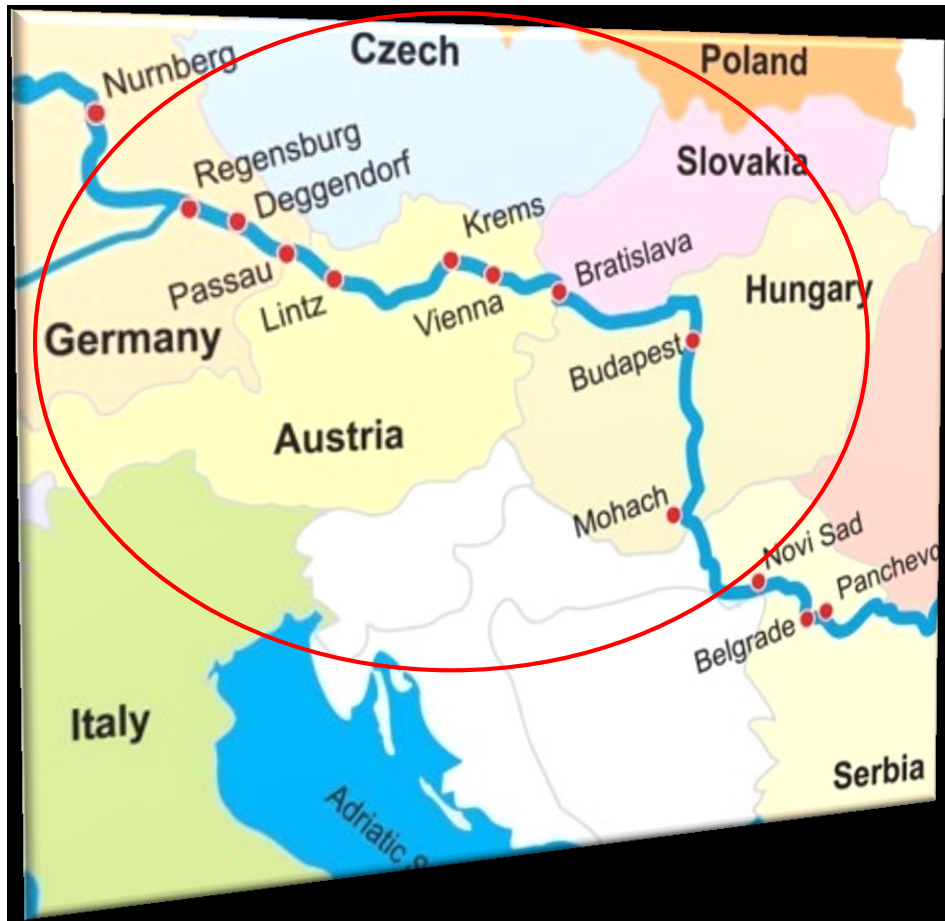 Czech
Poland
Nurnberg
Regensburg
Slovakia
Deggendorf
Krems
Bratislava
Passau
Lintz
Vienna
Hungary
Germany
Budapest
Austria
Mohach
Novi Sad
Panchevo
Belgrade
Italy
Serbia
Adriatic S